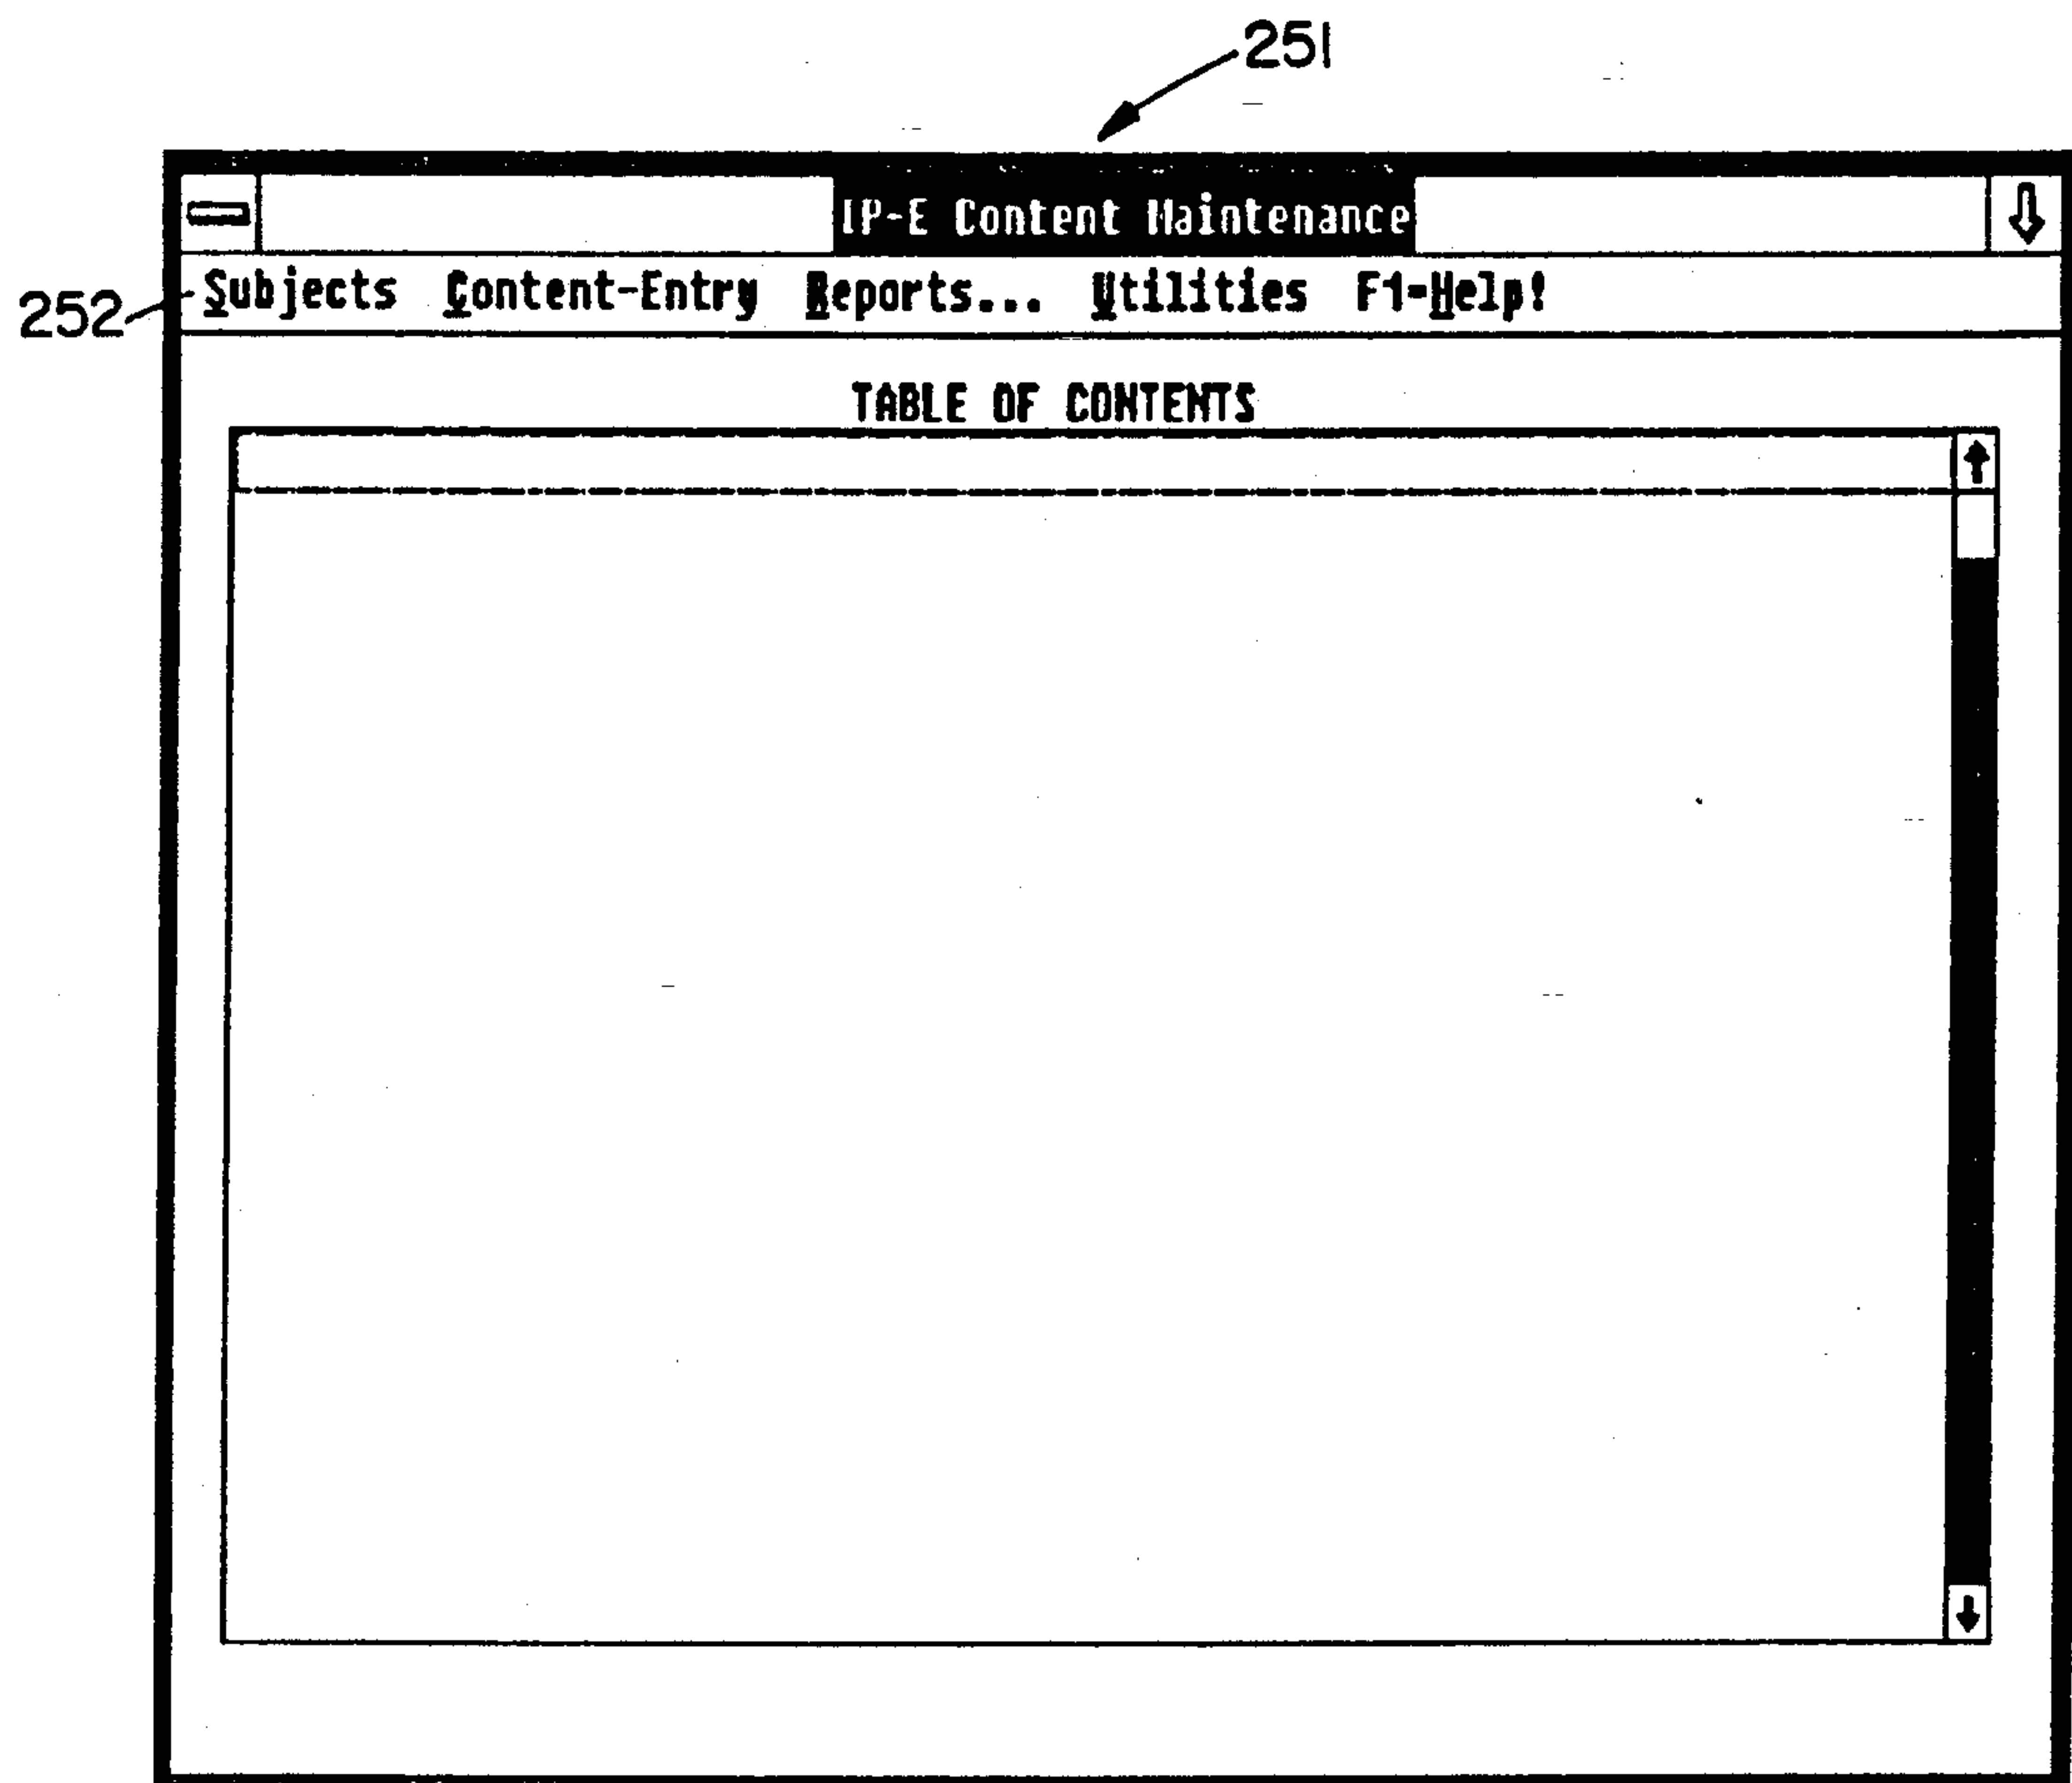 251
IP-E Content Maintenance
252 Subjects Content-Entry Reports... Utilities F1=Help!
TABLE OF CONTENTS